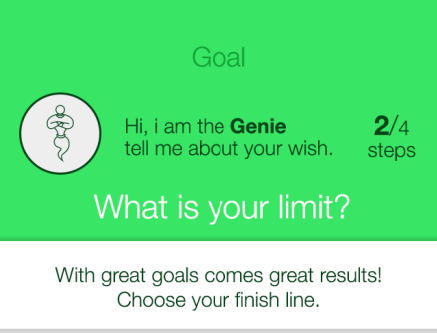 Goal
Hi, i am the Genie
tell me about your wish.
2/4
steps
What is your limit?
With great goals comes great results!
Choose your finish line.